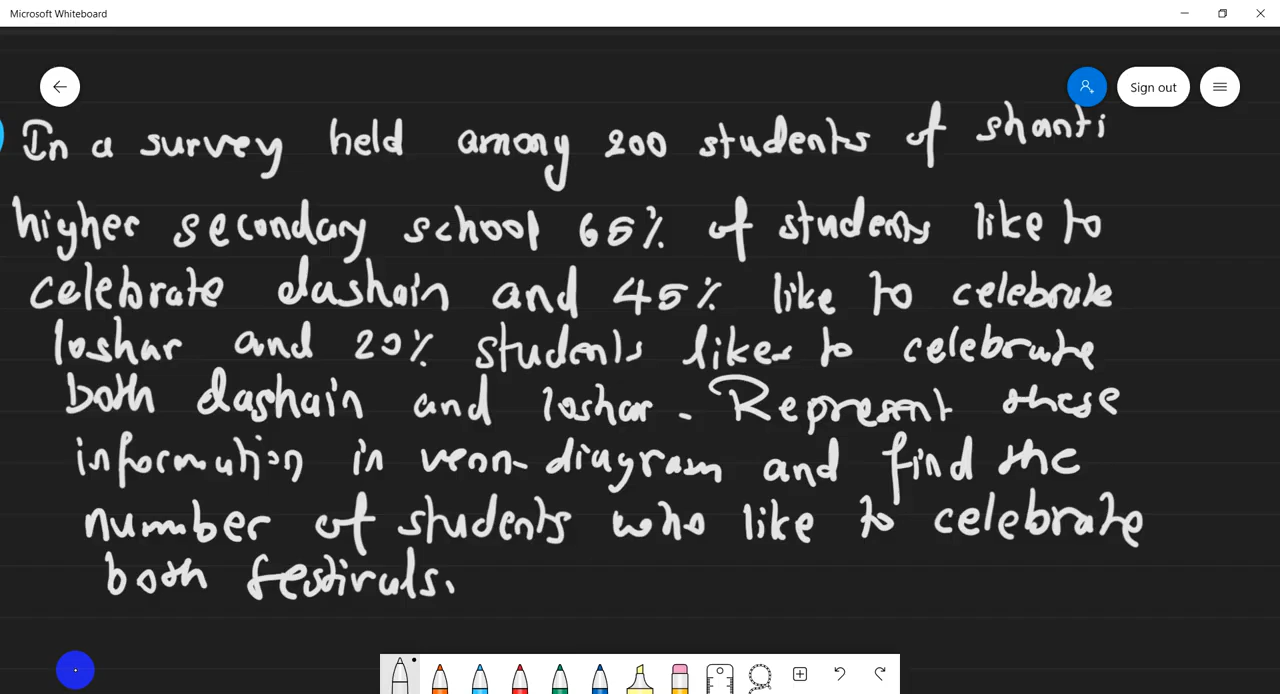 Microsoft Whiteboard
Sign out
In a survey held among 200 students of shanti
higher secondary school 65% of students like to
celebrate dashain and 45% like to celebrate
loshar and 20% students likes to celebrate
both dashain and loshar. Represent these
information in venn-diagram and find the
number of students who like to celebrate
both festivals.